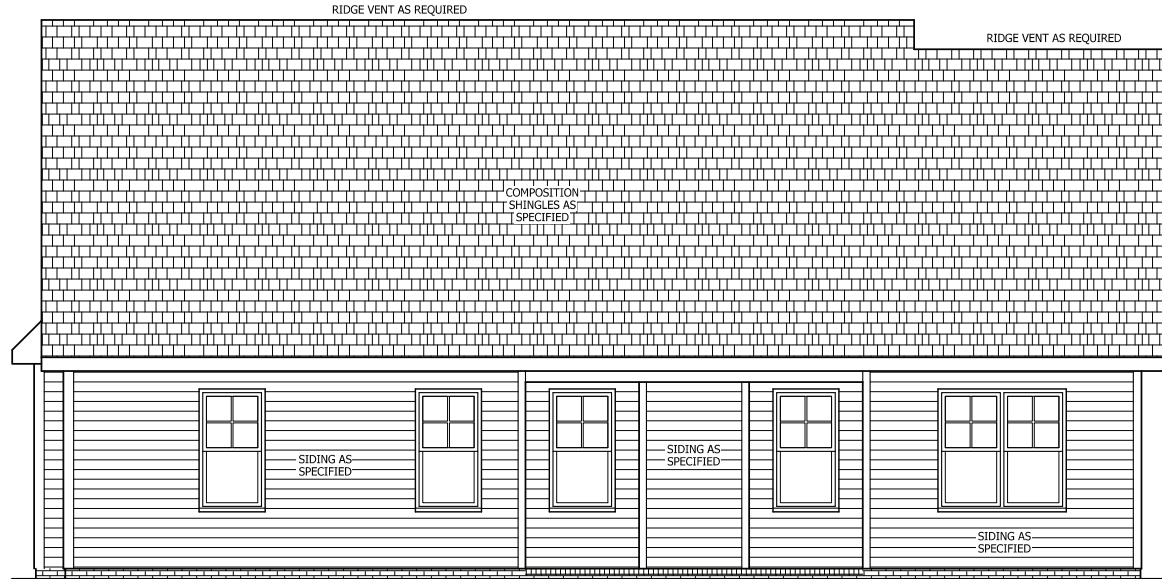 RIDGE VENT AS REQUIRED
RIDGE VENT AS REQUIRED
COMPOSITION
SHINGLES AS
SPECIFIED
SIDING AS
SPECIFIED
SIDING AS
SPECIFIED
SIDING AS
SPECIFIED